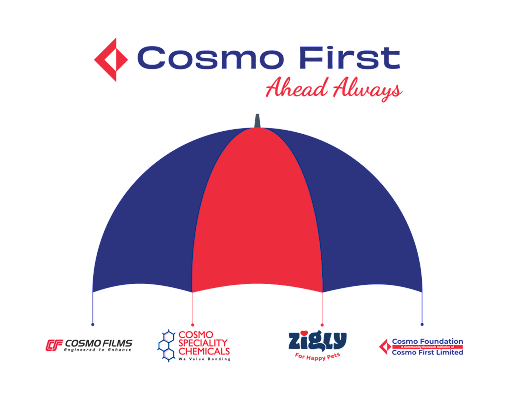 Cosmo First
Ahead Always
COSMO FILMS
Engineered to Enhance
COSMO
SPECIALITY
CHEMICALS
We Value Bonding
zigly
For Happy Pets
Cosmo Foundation
Cosmo First Limited